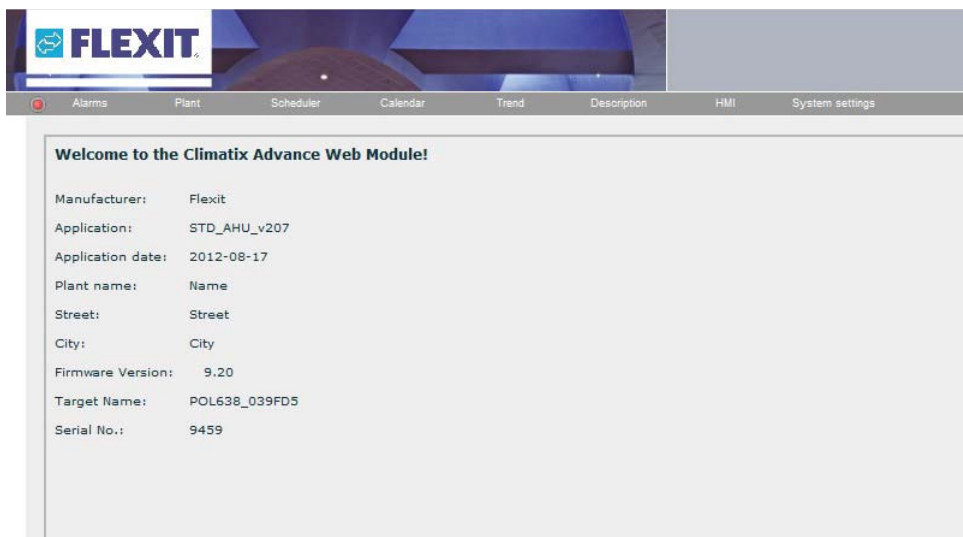 FLEXIT.
Alarms Plant Scheduler Calendar Trend Description HMI System settings
Welcome to the Climatix Advance Web Module!
Manufacturer: Flexit
Application: STD_AHU_v207
Application date: 2012-08-17
Plant name: Name
Street: Street
City: City
Firmware Version: 9.20
Target Name: POL638_039FD5
Serial No.: 9459